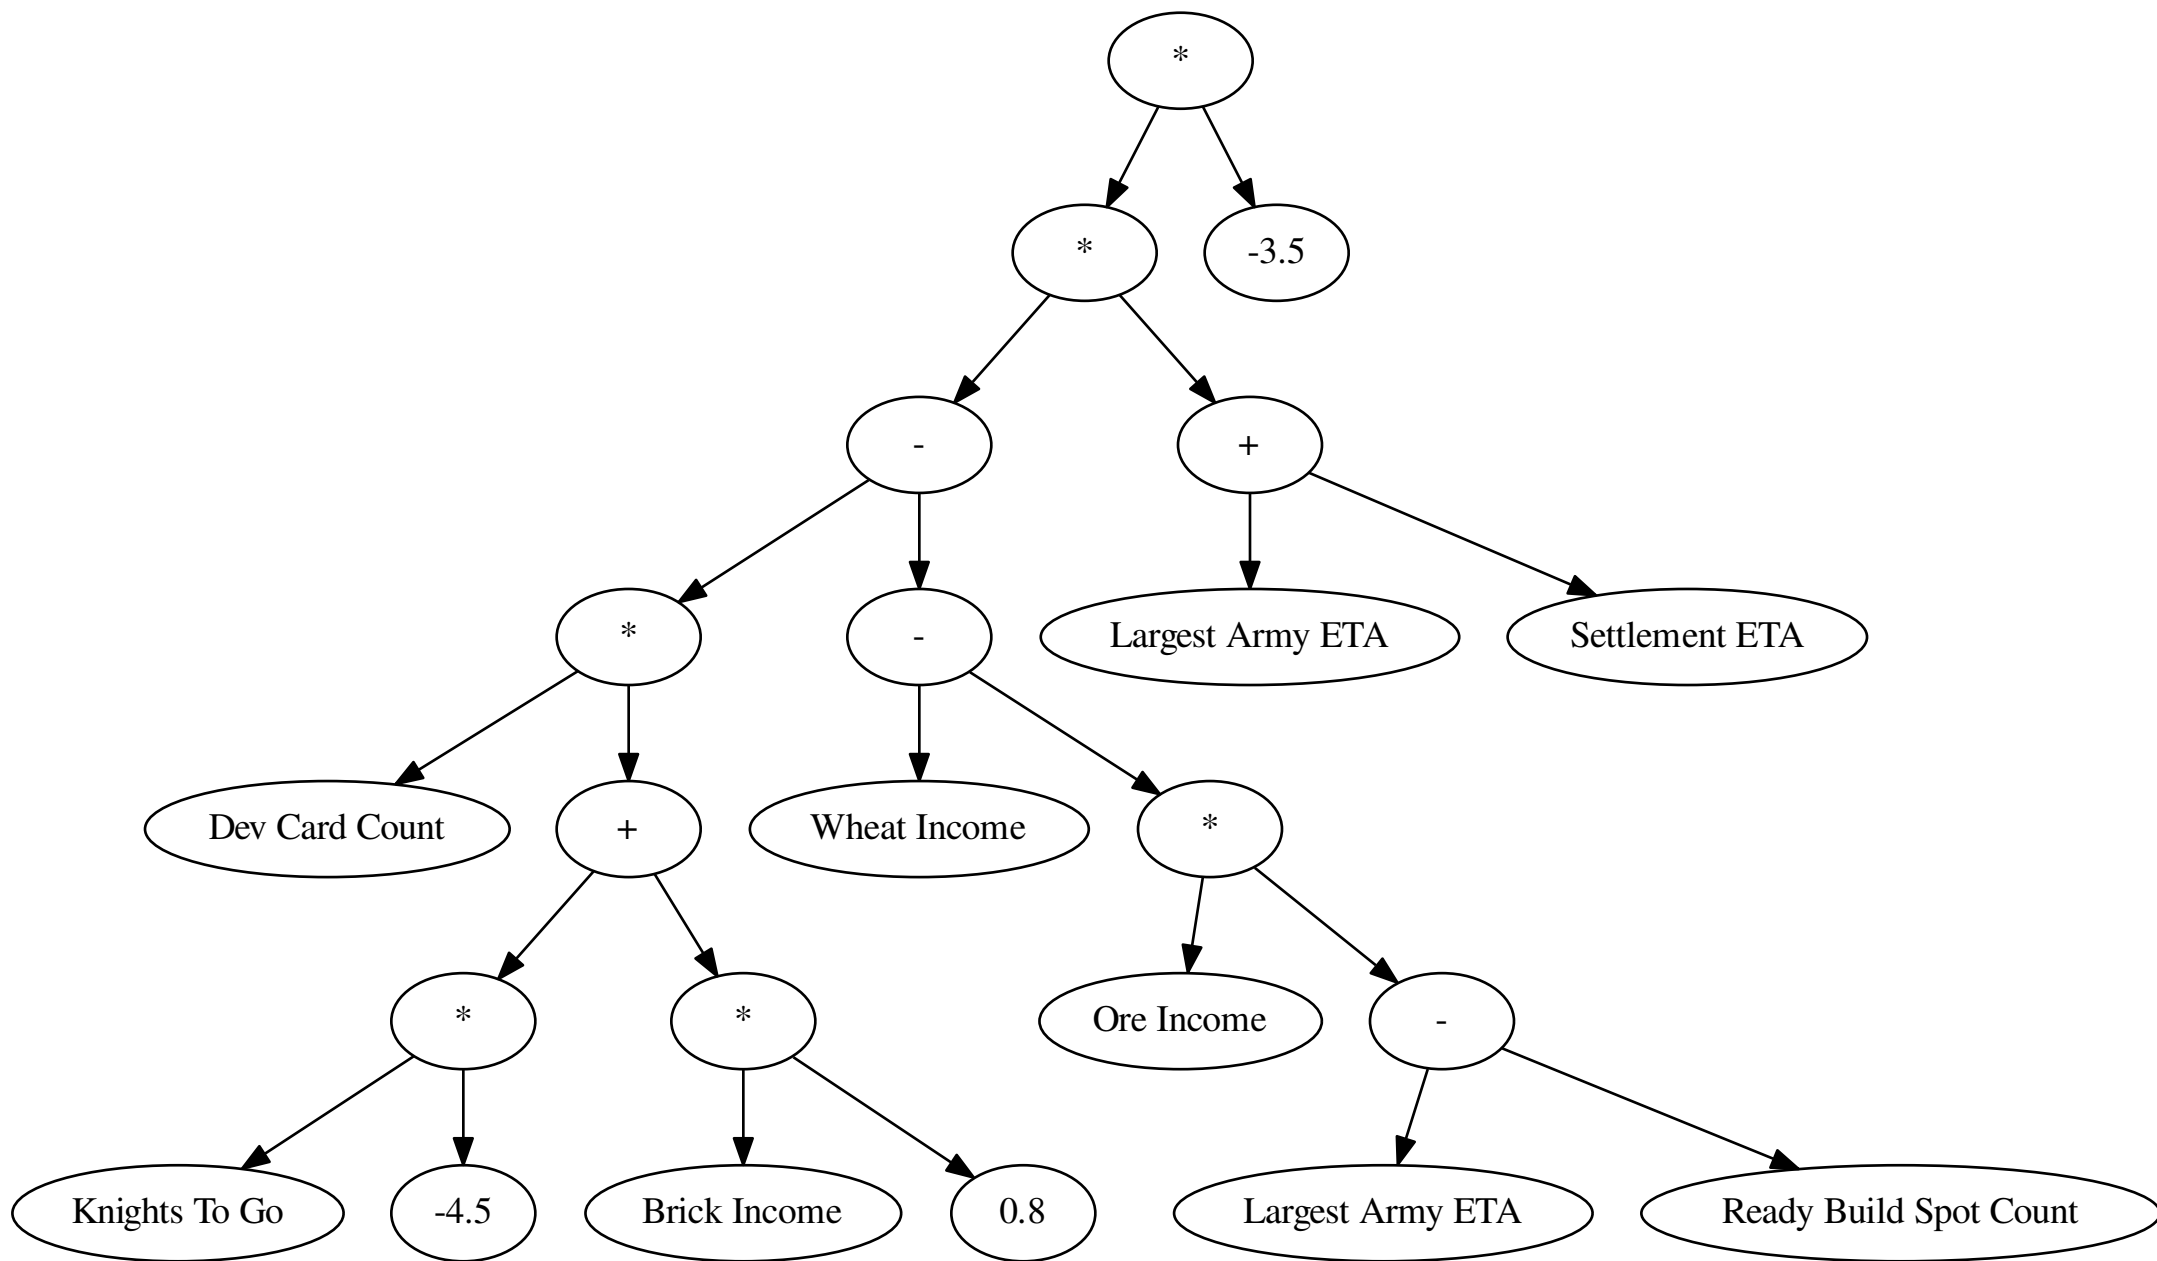 *
*
-3.5
-
+
*
-
Largest Army ETA
Settlement ETA
Dev Card Count
+
Wheat Income
*
*
*
Ore Income
-
Knights To Go
-4.5
Brick Income
0.8
Largest Army ETA
Ready Build Spot Count